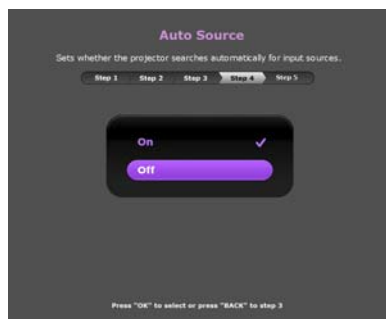 Auto Source
Sets whether the projector searches automatically for input sources.
Step 1 Step 2 Step 3 Step 4 Step 5
On
Off
Press "OK" to select or press "BACK" to step 3